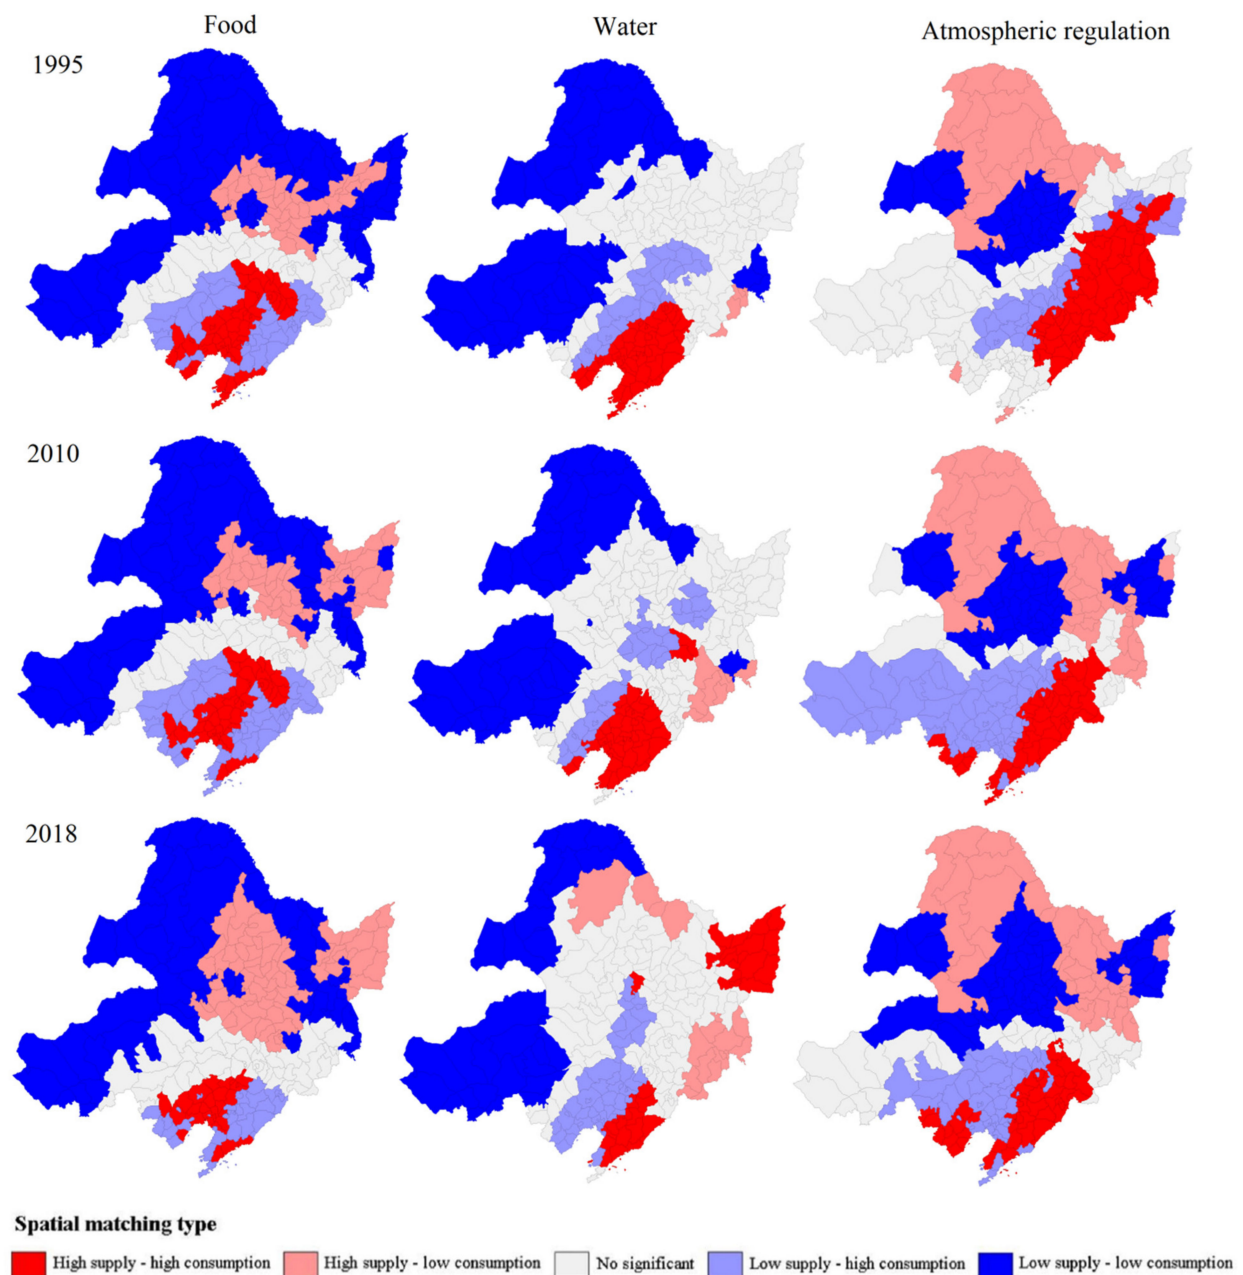 Food
Water
Atmospheric regulation
1995
2010
2018
Spatial matching type
High supply - high consumption
High supply - low consumption
No significant
Low supply - high consumption
Low supply - low consumption